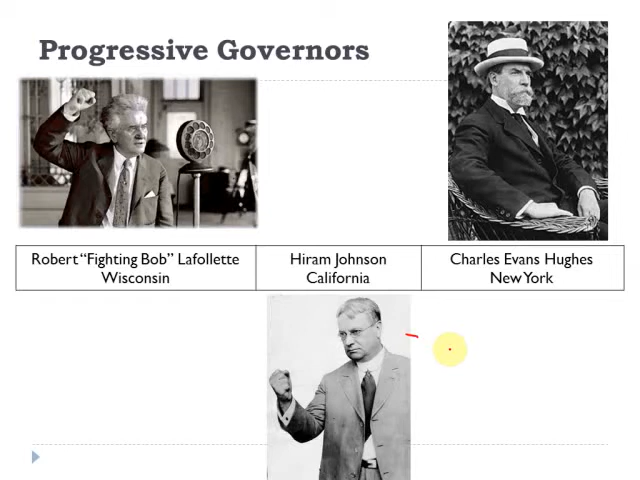 Progressive Governors
Robert “Fighting Bob” Lafollette
Wisconsin
Hiram Johnson
California
Charles Evans Hughes
New York